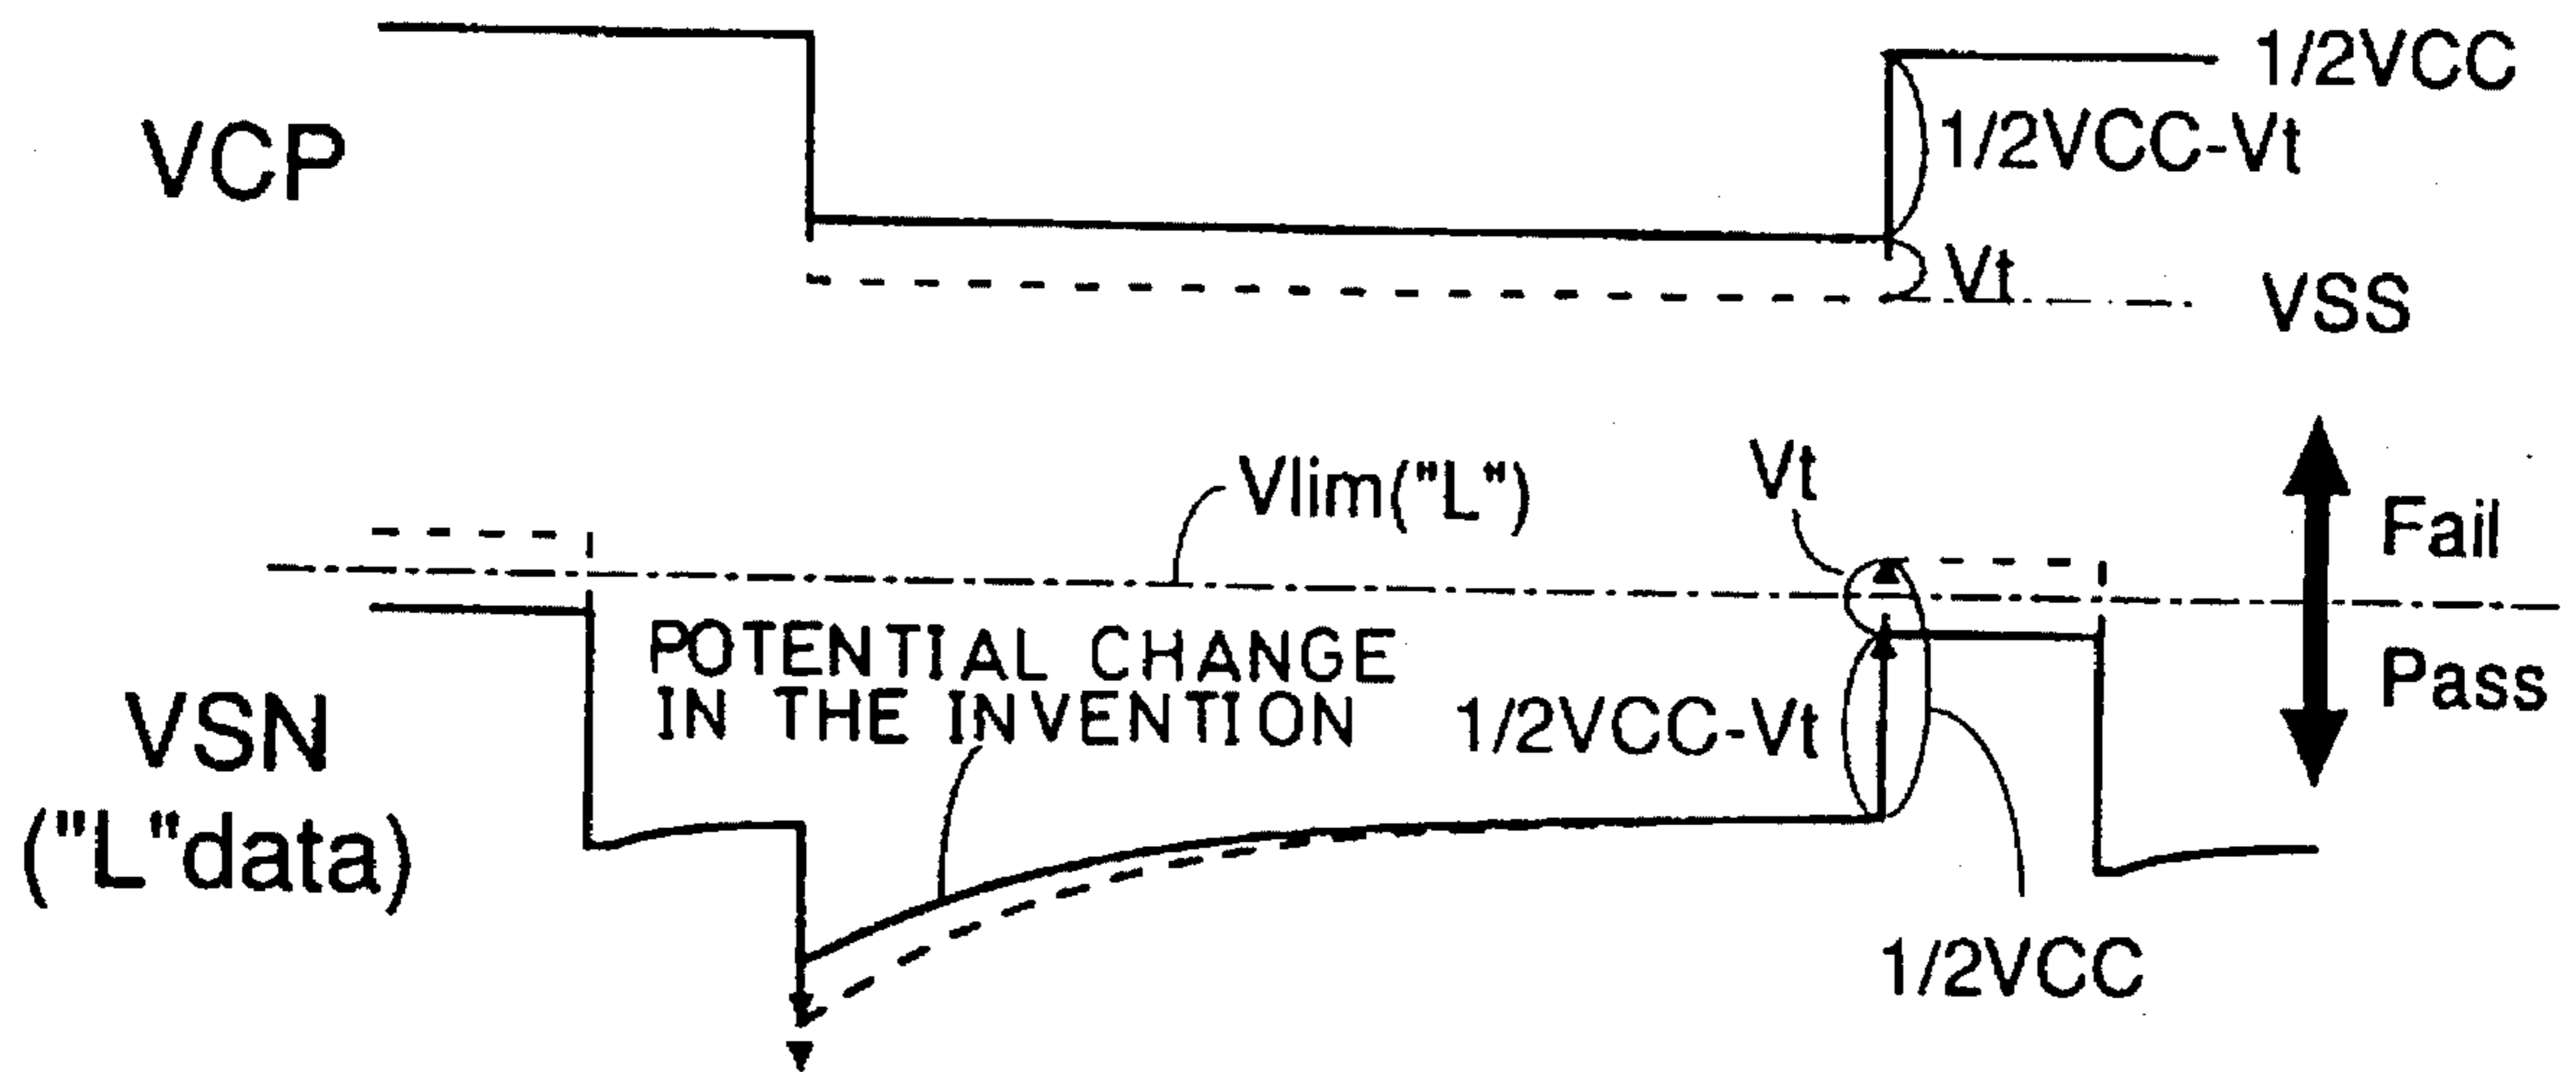 1/2VCC
VCP
1/2VCC-Vt
Vt
VSS
Vlim("L")
Vt
Fail
POTENTIAL CHANGE
IN THE INVENTION
1/2VCC-Vt
Pass
VSN
("L"data)
1/2VCC